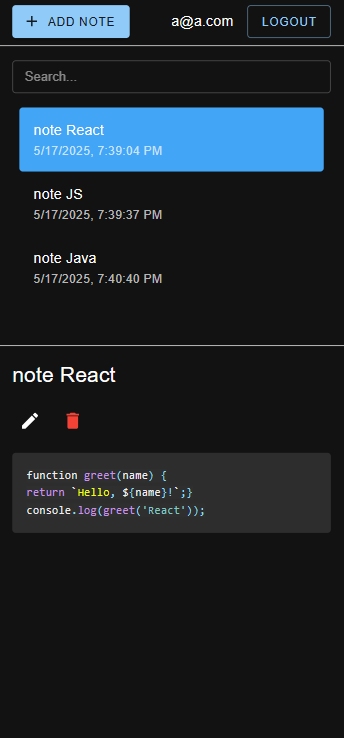 + ADD NOTE a@a.com LOGOUT
Search...
note React
5/17/2025, 7:39:04 PM
note JS
5/17/2025, 7:39:37 PM
note Java
5/17/2025, 7:40:40 PM
note React
function greet(name) {
return `Hello, ${name}!`;}
console.log(greet('React'));